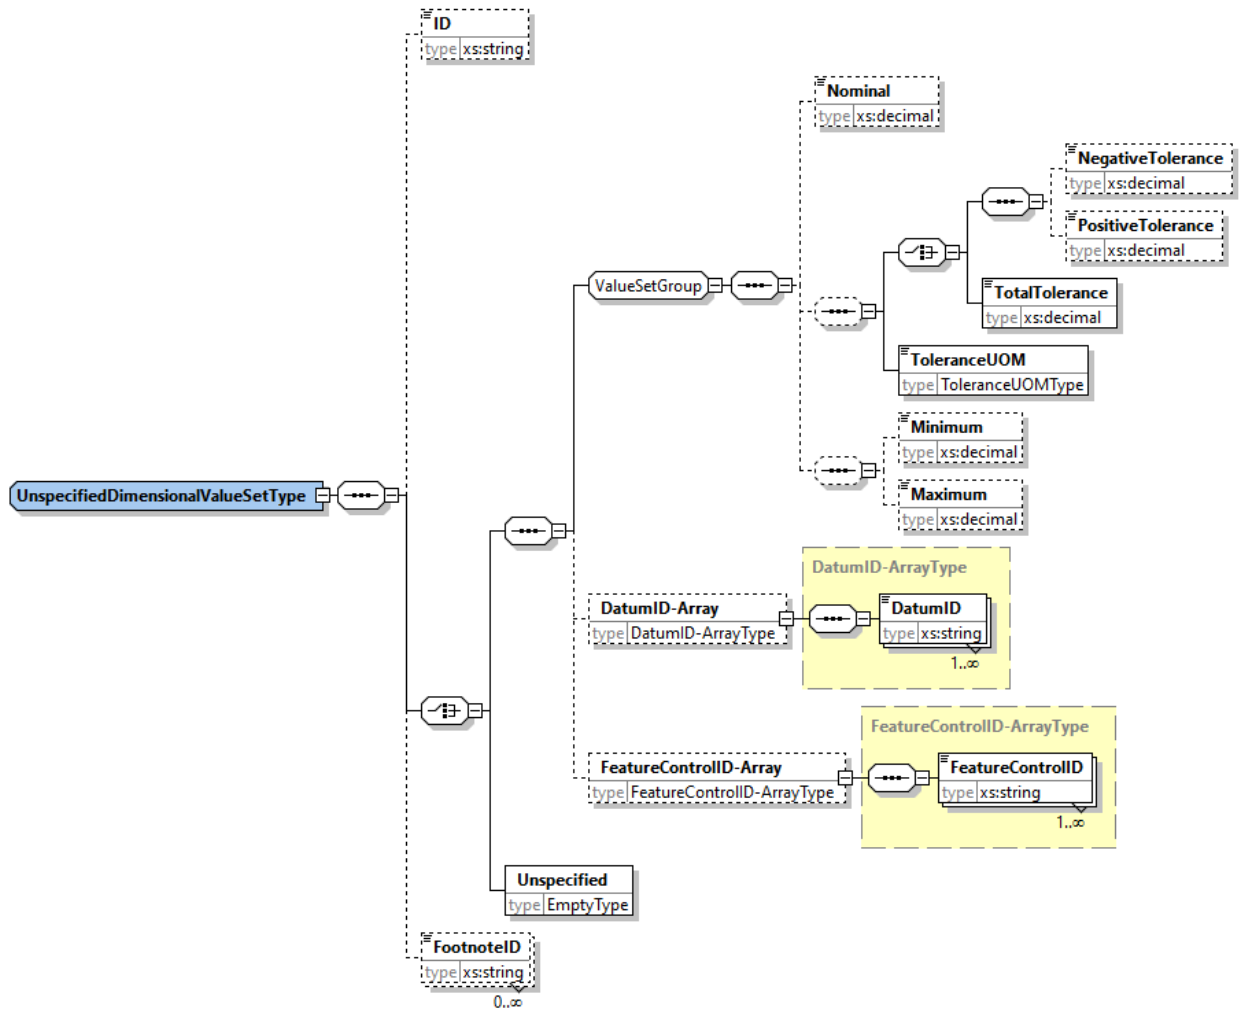 ID
type xs:string
Nominal
type xs:decimal
NegativeTolerance
type xs:decimal
PositiveTolerance
type xs:decimal
ValueSetGroup
TotalTolerance
type xs:decimal
ToleranceUOM
type ToleranceUOMType
Minimum
type xs:decimal
UnspecifiedDimensionalValueSetType
Maximum
type xs:decimal
DatumID-ArrayType
DatumID-Array
type DatumID-ArrayType
DatumID
type xs:string
1..∞
FeatureControlID-ArrayType
FeatureControlID-Array
type FeatureControlID-ArrayType
FeatureControlID
type xs:string
1..∞
Unspecified
type EmptyType
FootnoteID
type xs:string
0..∞